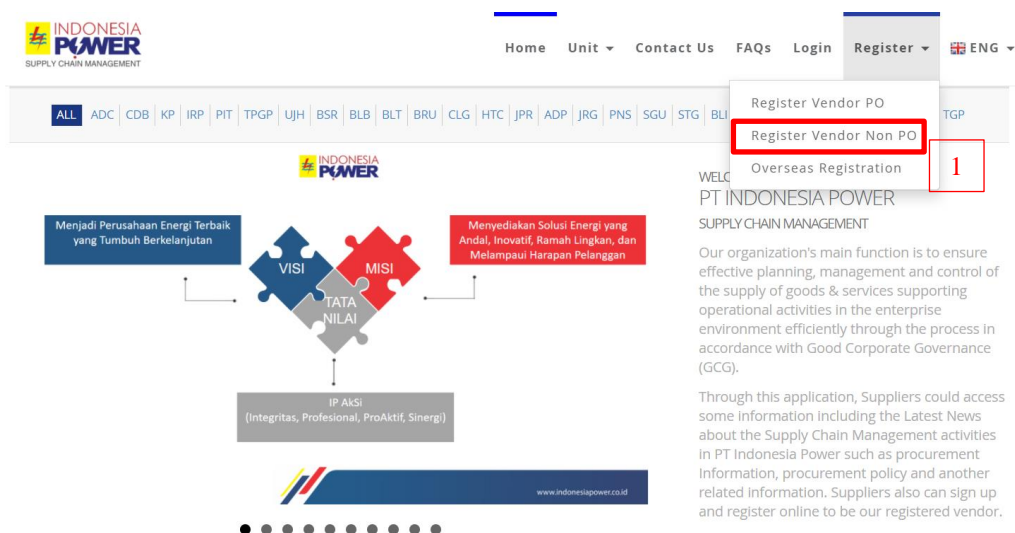 INDONESIA
POWER
SUPPLY CHAIN MANAGEMENT
Home Unit Contact Us FAQs Login Register ENG
Register Vendor PO
Register Vendor Non PO
Overseas Registration
1
ALL ADC CDB KP IRP PIT TPGP UJH BSR BLB BLT BRU CLG HTC JPR ADP JRG PNS SGU STG BLI TGP
INDONESIA
POWER
Menjadi Perusahaan Energi Terbaik
yang Tumbuh Berkelanjutan
Menyediakan Solusi Energi yang
Andal, Inovatif, Ramah Lingkan, dan
Melampaui Harapan Pelanggan
VISI
MISI
TATA
NILAI
IP AkSi
(Integritas, Profesional, ProAktif, Sinergi)
www.indonesiapower.co.id
WELC
PT INDONESIA POWER
SUPPLY CHAIN MANAGEMENT
Our organization's main function is to ensure
effective planning, management and control of
the supply of goods & services supporting
operational activities in the enterprise
environment efficiently through the process in
accordance with Good Corporate Governance
(GCG).
Through this application, Suppliers could access
some information including the Latest News
about the Supply Chain Management activities
in PT Indonesia Power such as procurement
Information, procurement policy and another
related information. Suppliers also can sign up
and register online to be our registered vendor.